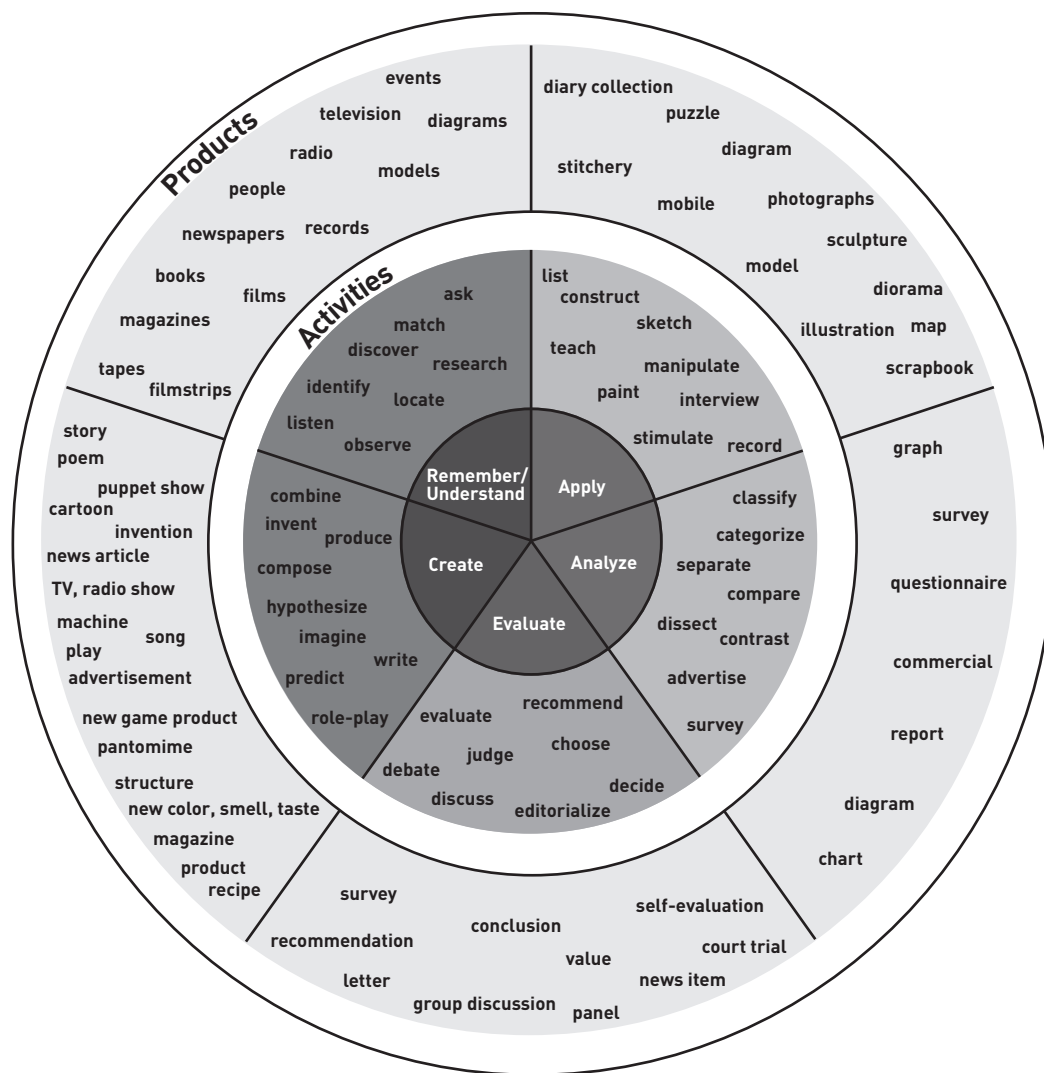 Products
events
television
diagrams
radio
models
people
newspapers
records
books
films
magazines
tapes
filmstrips
diary collection
puzzle
diagram
stitchery
photographs
mobile
sculpture
model
diorama
illustration
map
scrapbook
graph
survey
questionnaire
commercial
report
diagram
chart
self-evaluation
survey
conclusion
court trial
recommendation
value
news item
letter
group discussion
panel
story
poem
puppet show
cartoon
invention
news article
TV, radio show
machine
song
play
advertisement
new game product
pantomime
structure
new color, smell, taste
magazine
product
recipe
Activities
ask
match
discover
research
identify
locate
listen
observe
list
construct
sketch
teach
manipulate
paint
interview
stimulate
record
classify
categorize
separate
compare
dissect
contrast
advertise
survey
recommend
evaluate
choose
judge
debate
decide
discuss
editorialize
combine
invent
produce
compose
hypothesize
imagine
write
predict
role-play
Remember/
Understand
Apply
Analyze
Evaluate
Create